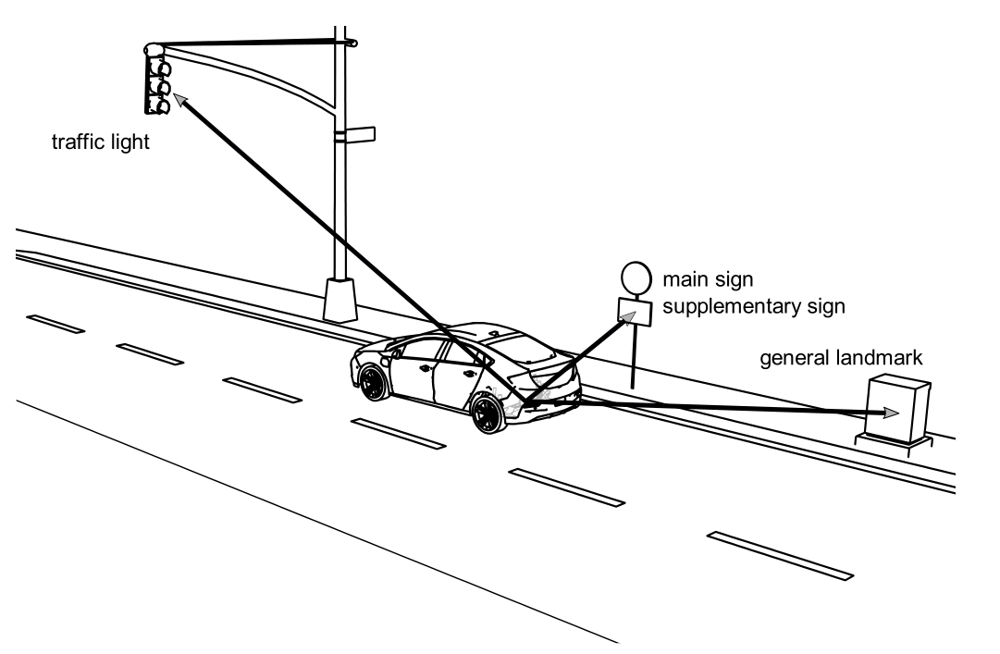 traffic light
main sign
supplementary sign
general landmark